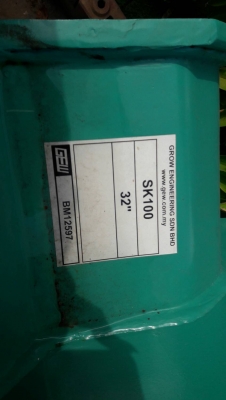 GROW ENGINEERING SDN BHD
www.gew.com.my
SK100
32"
GEW
BM12597